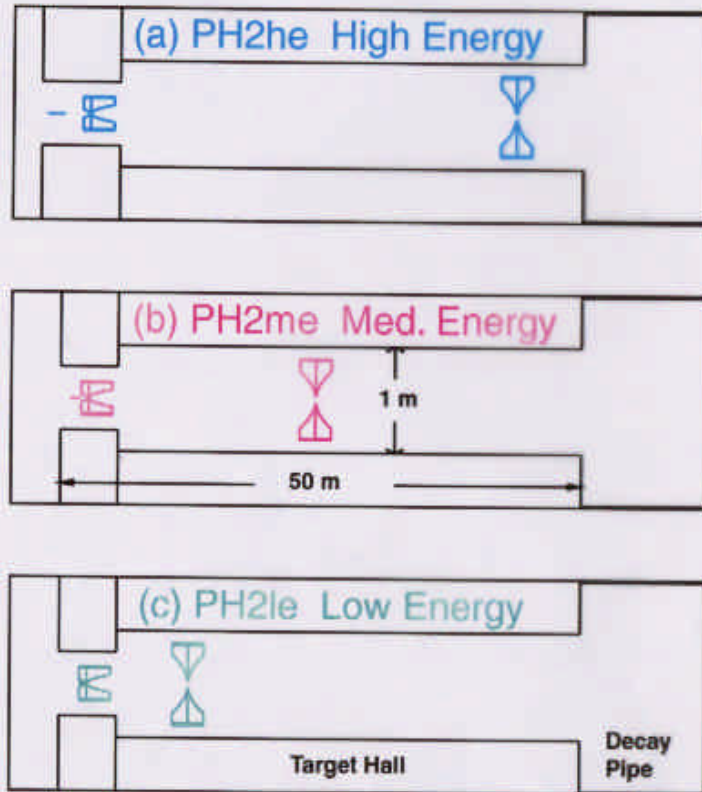 (a) PH2he High Energy
(b) PH2me Med. Energy
1 m
50 m
(c) PH2le Low Energy
Target Hall
Decay
Pipe